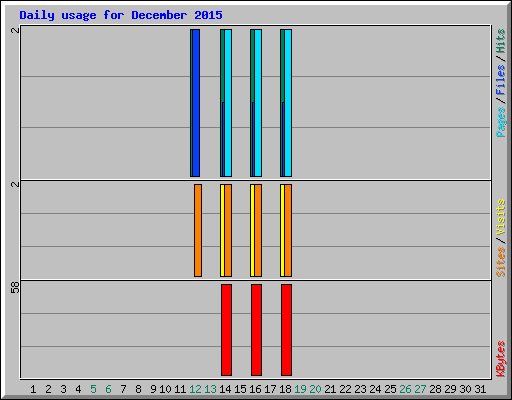 Daily usage for December 2015
2
2
58
Pages / Files / Hits
Sites / Visits
KBytes
1 2 3 4 5 6 7 8 9 10 11 12 13 14 15 16 17 18 19 20 21 22 23 24 25 26 27 28 29 30 31